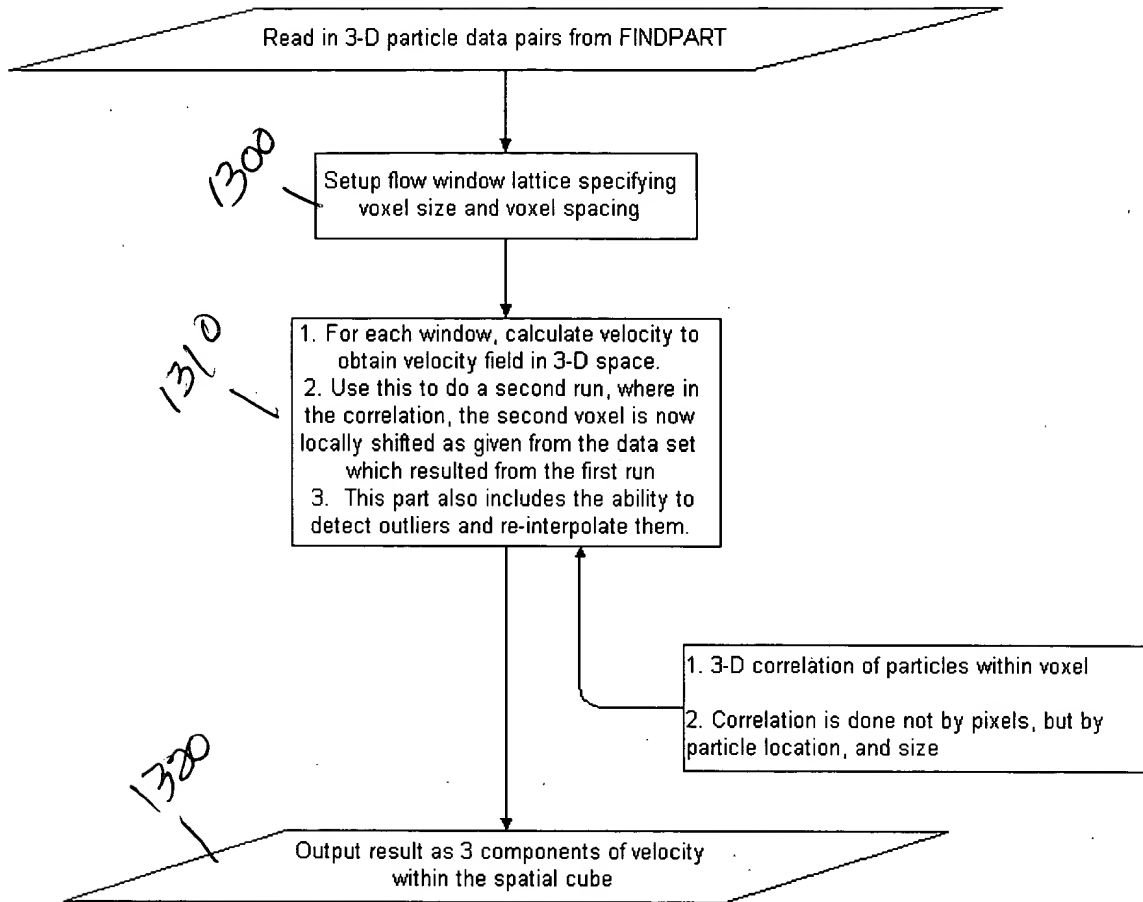 Read in 3-D particle data pairs from FINDPART
1300
Setup flow window lattice specifying
voxel size and voxel spacing
1310
1. For each window, calculate velocity to
obtain velocity field in 3-D space.
2. Use this to do a second run, where in
the correlation, the second voxel is now
locally shifted as given from the data set
which resulted from the first run
3. This part also includes the ability to
detect outliers and re-interpolate them.
1. 3-D correlation of particles within voxel
2. Correlation is done not by pixels, but by
particle location, and size
1320
Output result as 3 components of velocity
within the spatial cube